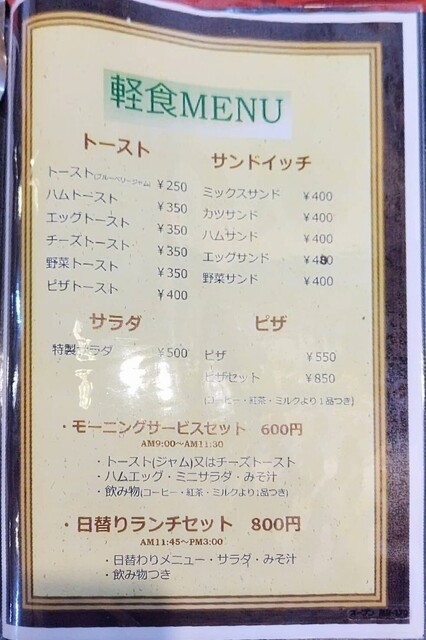 軽食MENU
トースト
トースト(ブルーベリージャム) ¥250
ハムトースト ¥350
エッグトースト ¥350
チーズトースト ¥350
野菜トースト ¥350
ピザトースト ¥400
サンドイッチ
ミックスサンド ¥400
カツサンド ¥400
ハムサンド ¥400
エッグサンド
野菜サンド ¥400
サラダ
特製サラダ ¥500
ピザ
ピザ ¥550
ピザセット ¥850
(コーヒー・紅茶・ミルクより1品つき)
・モーニングサービスセット 600円
AM9:00～AM11:30
・トースト(ジャム)又はチーズトースト
・ハムエッグ・ミニサラダ・みそ汁
・飲み物(コーヒー・紅茶・ミルクより1品つき)
・日替りランチセット 800円
AM11:45～PM3:00
・日替わりメニュー・サラダ・みそ汁
・飲み物つき